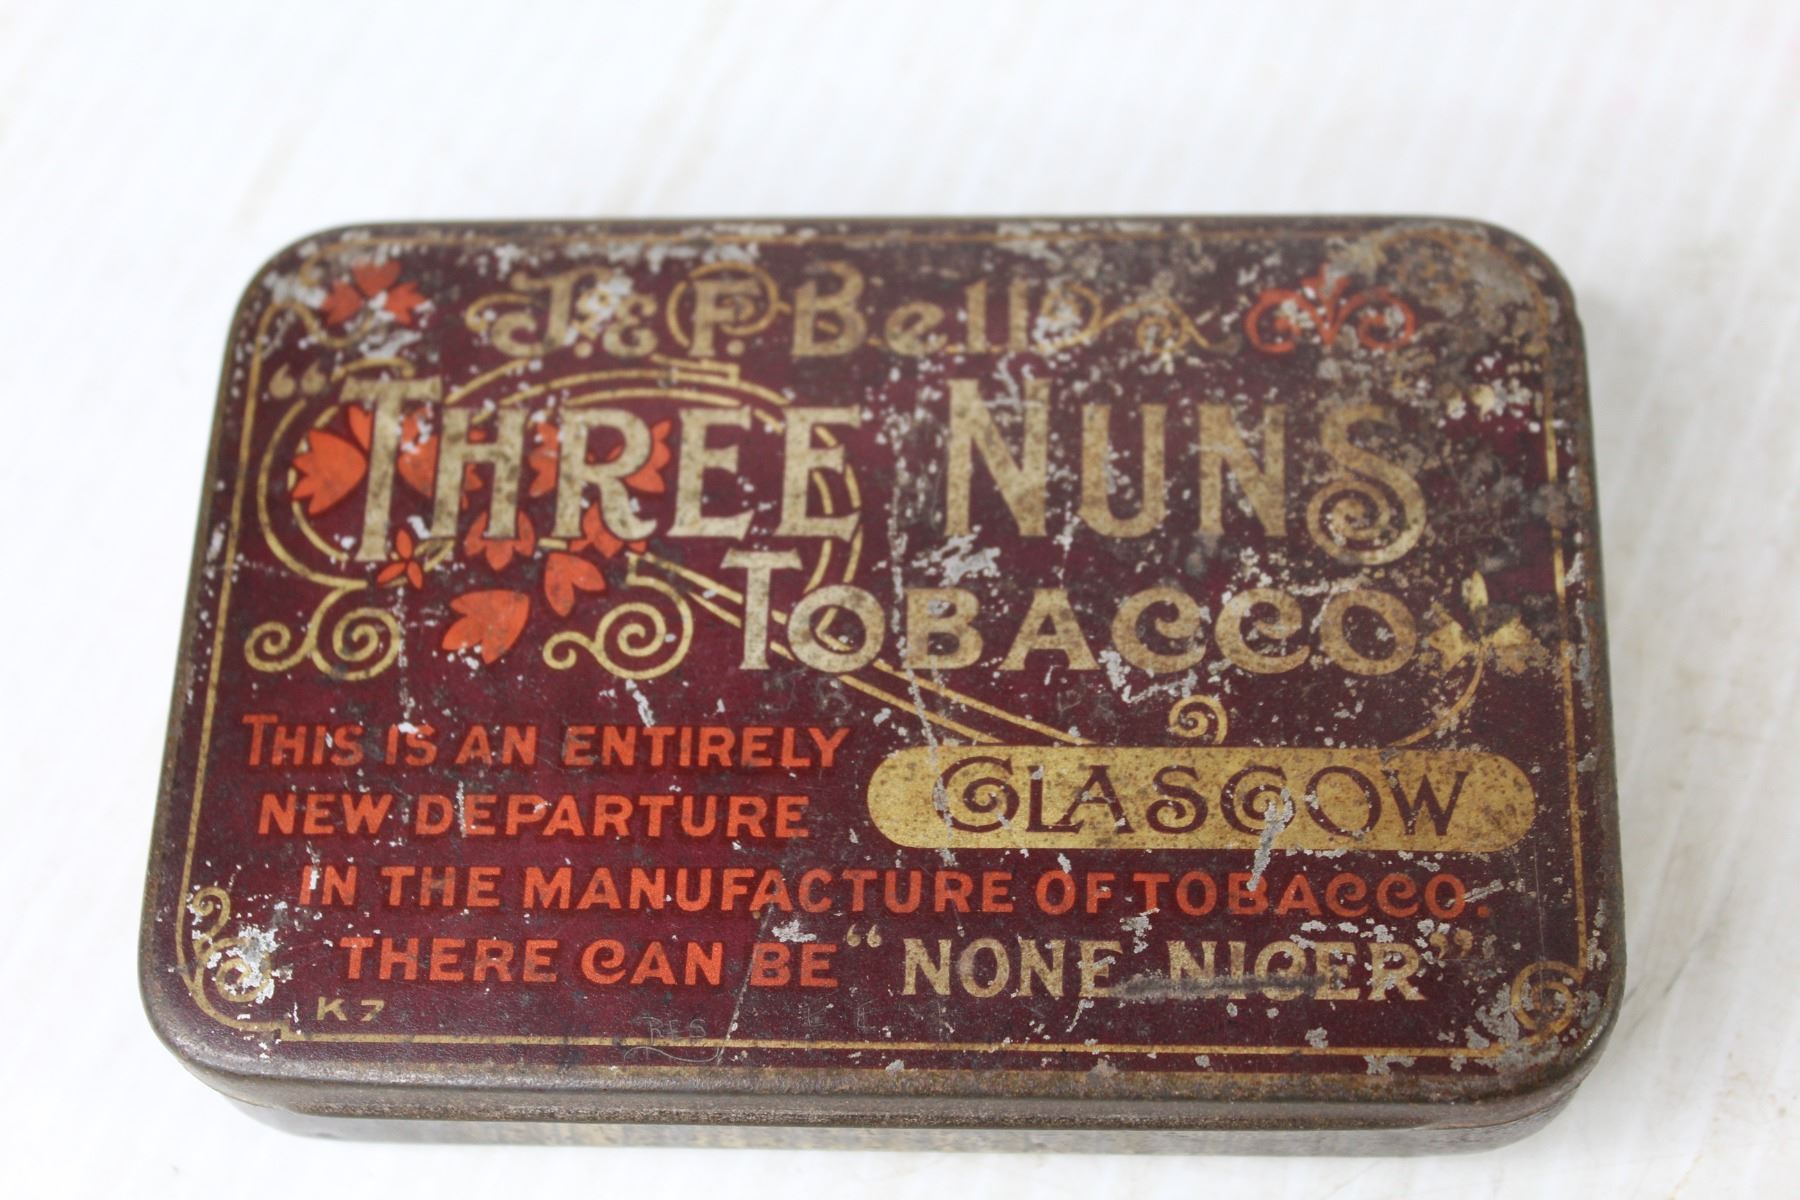 J. & F. Bell
"THREE NUNS
TOBACCO
THIS IS AN ENTIRELY
NEW DEPARTURE
GLASGOW
IN THE MANUFACTURE OF TOBACCO.
THERE CAN BE "NONE NICER"
K 7